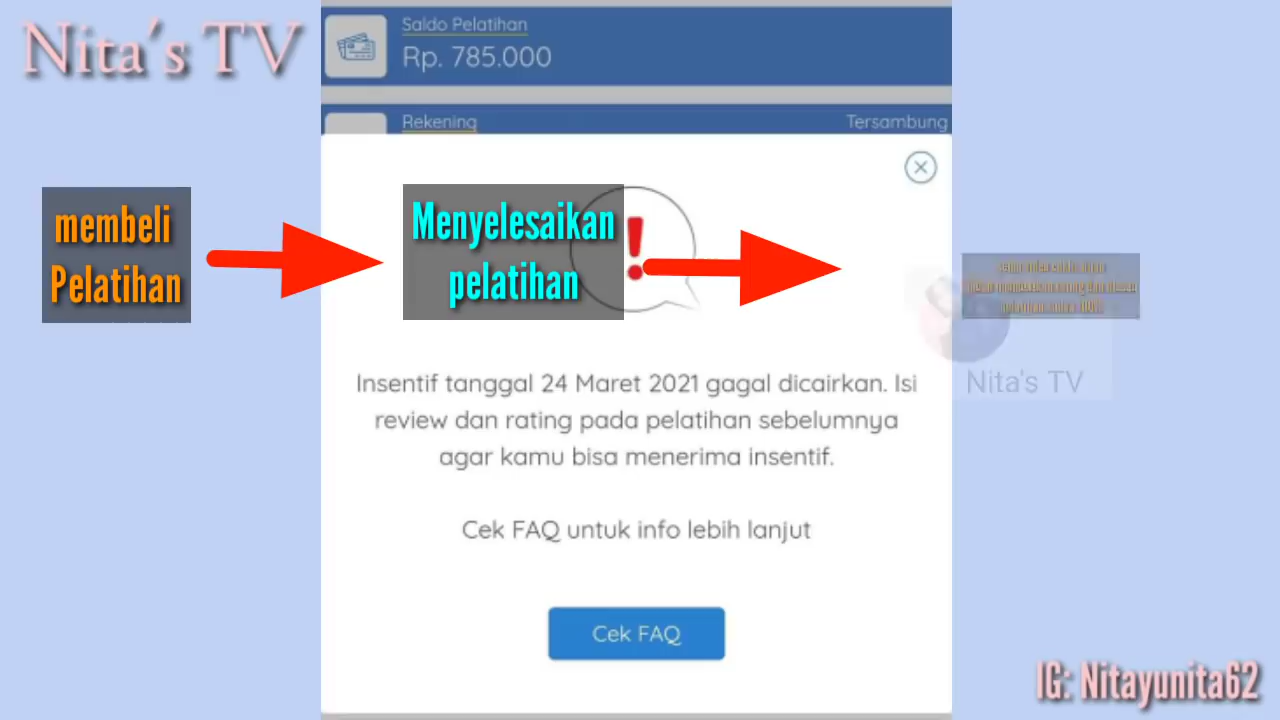 Nita's TV
Saldo Pelatihan
Rp. 785.000
Rekening
Tersambung
membeli
Pelatihan
Menyelesaikan
pelatihan
Nita's TV
Insentif tanggal 24 Maret 2021 gagal dicairkan. Isi
review dan rating pada pelatihan sebelumnya
agar kamu bisa menerima insentif.
Cek FAQ untuk info lebih lanjut
Cek FAQ
IG: Nitayunita62